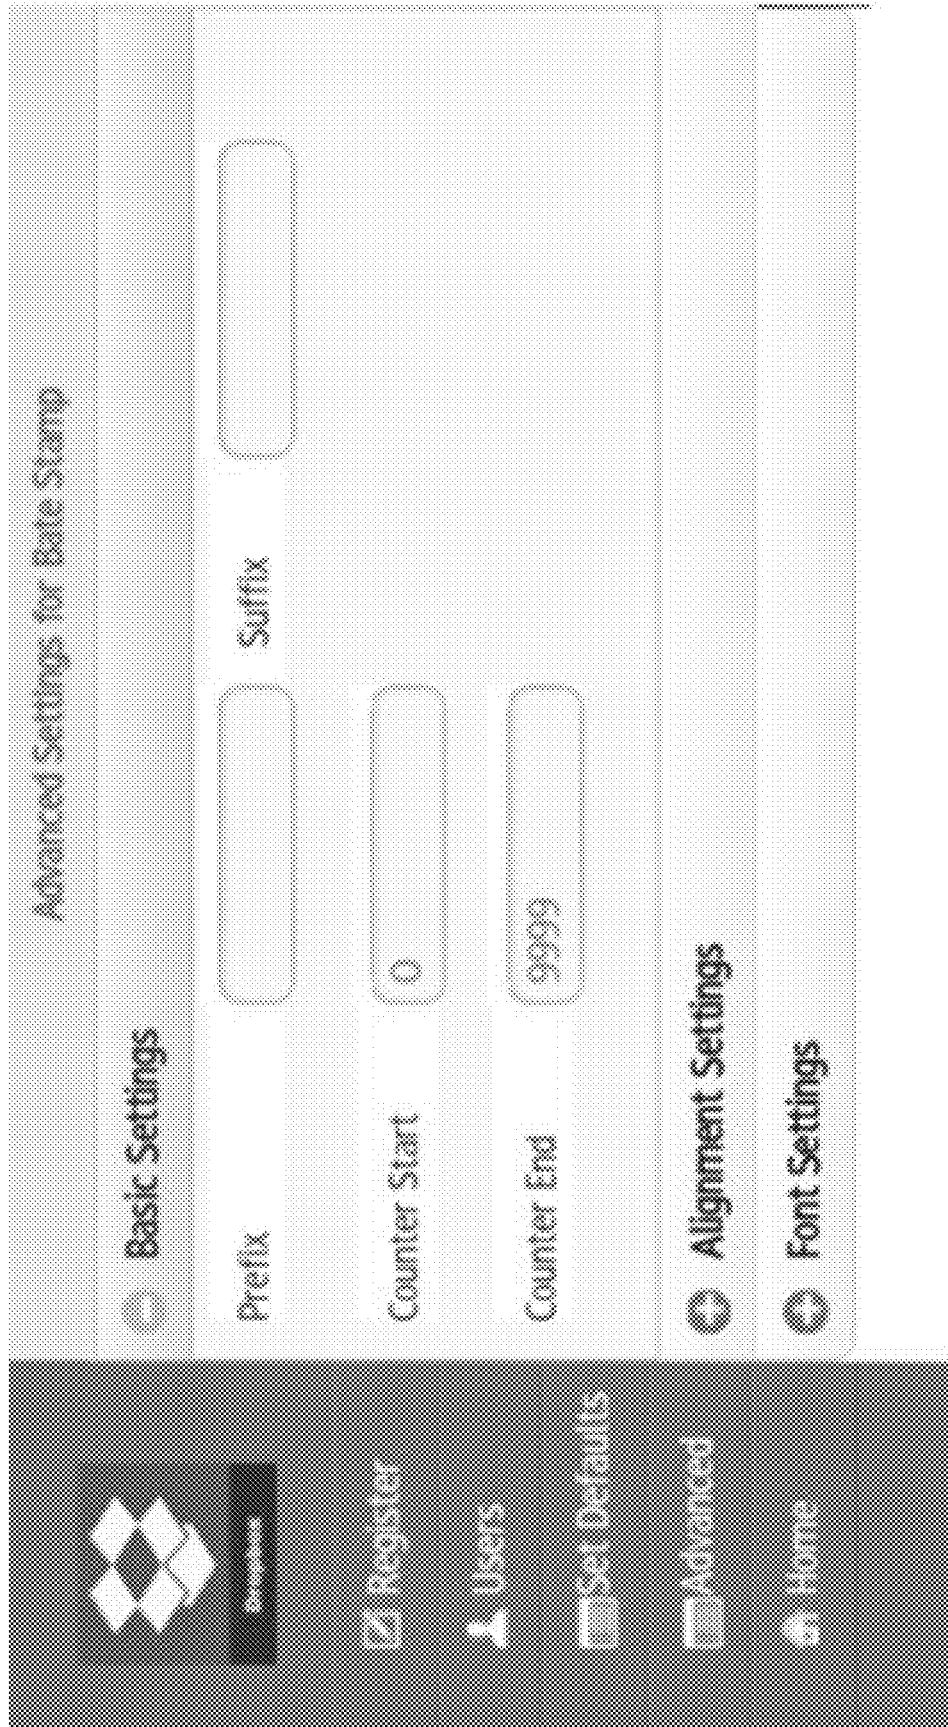 Advanced Settings for Bate Stamp
Basic Settings
Prefix
Suffix
Counter Start
0
Counter End
9999
Alignment Settings
Font Settings
Dropbox
Register
Users
Set Defaults
Advanced
Home